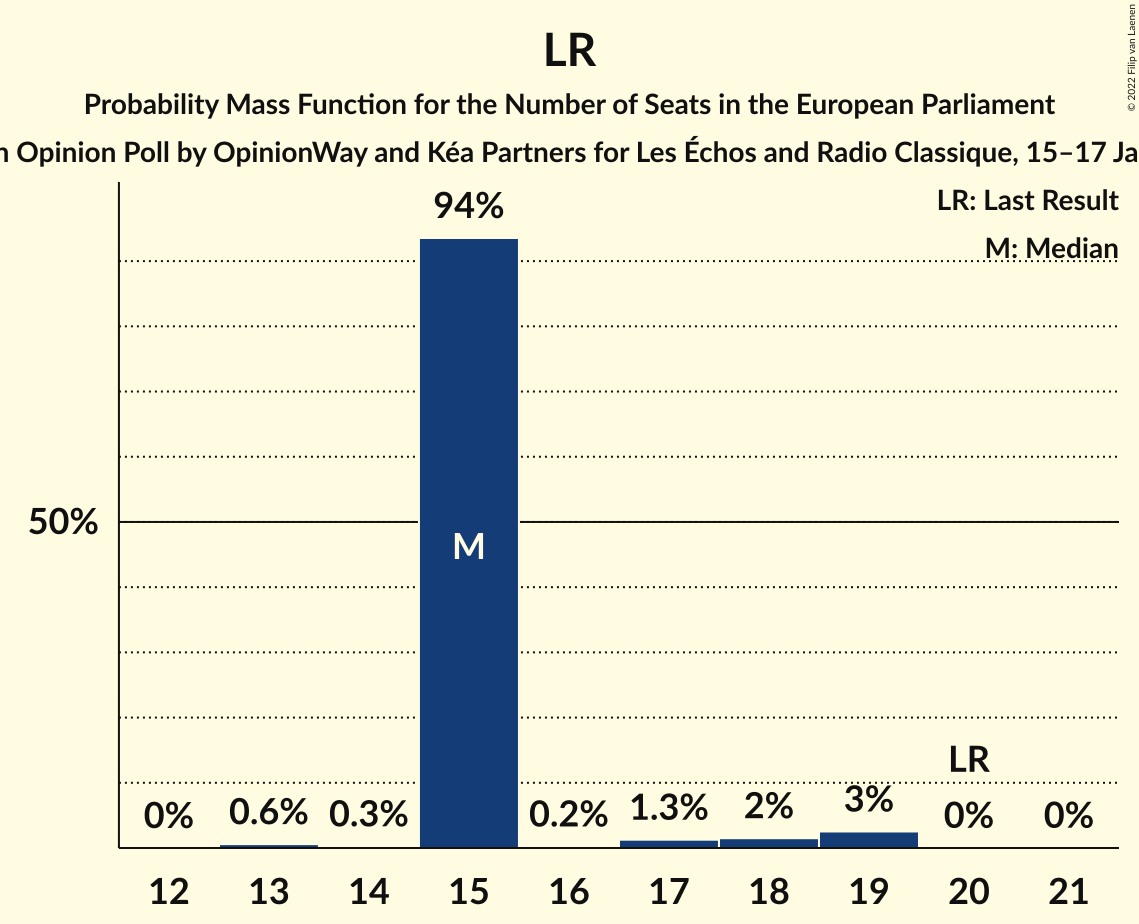 LR
Probability Mass Function for the Number of Seats in the European Parliament
Opinion Poll by OpinionWay and Kéa Partners for Les Échos and Radio Classique, 15–17
© 2022 Filip van Laenen
LR: Last Result
M: Median
94%
50%
M
LR
0% 0.6% 0.3% 0.2% 1.3% 2% 3% 0% 0%
12 13 14 15 16 17 18 19 20 21